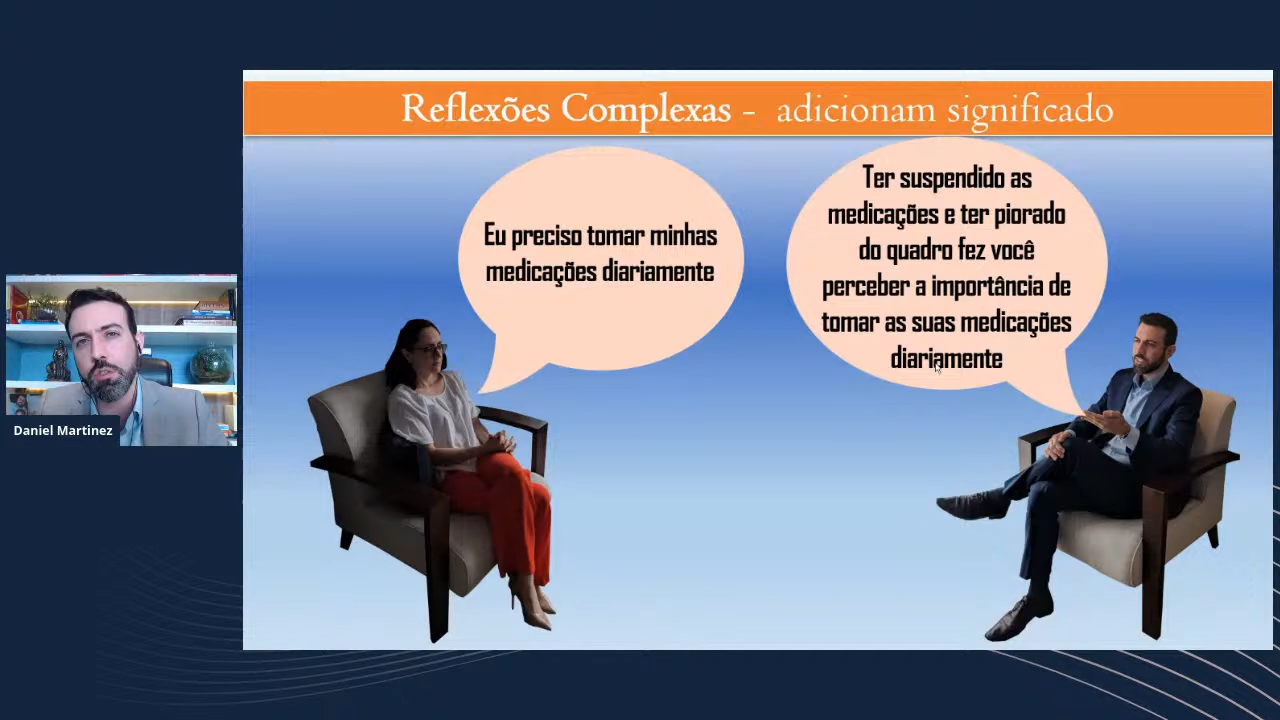 Reflexões Complexas - adicionam significado
Eu preciso tomar minhas
medicações diariamente
Ter suspendido as
medicações e ter piorado
do quadro fez você
perceber a importância de
tomar as suas medicações
diariamente
Daniel Martinez